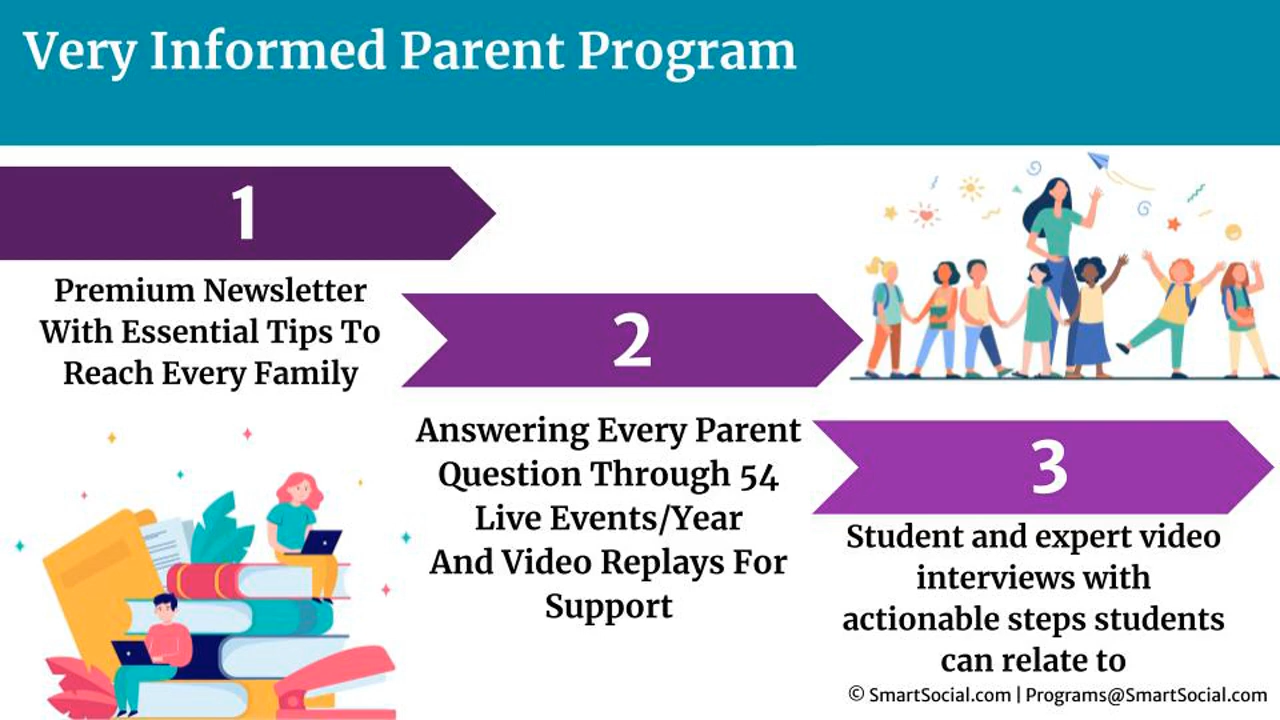 Very Informed Parent Program
1
Premium Newsletter
With Essential Tips To
Reach Every Family
2
Answering Every Parent
Question Through 54
Live Events/Year
And Video Replays For
Support
3
Student and expert video
interviews with
actionable steps students
can relate to
© SmartSocial.com | Programs@SmartSocial.com